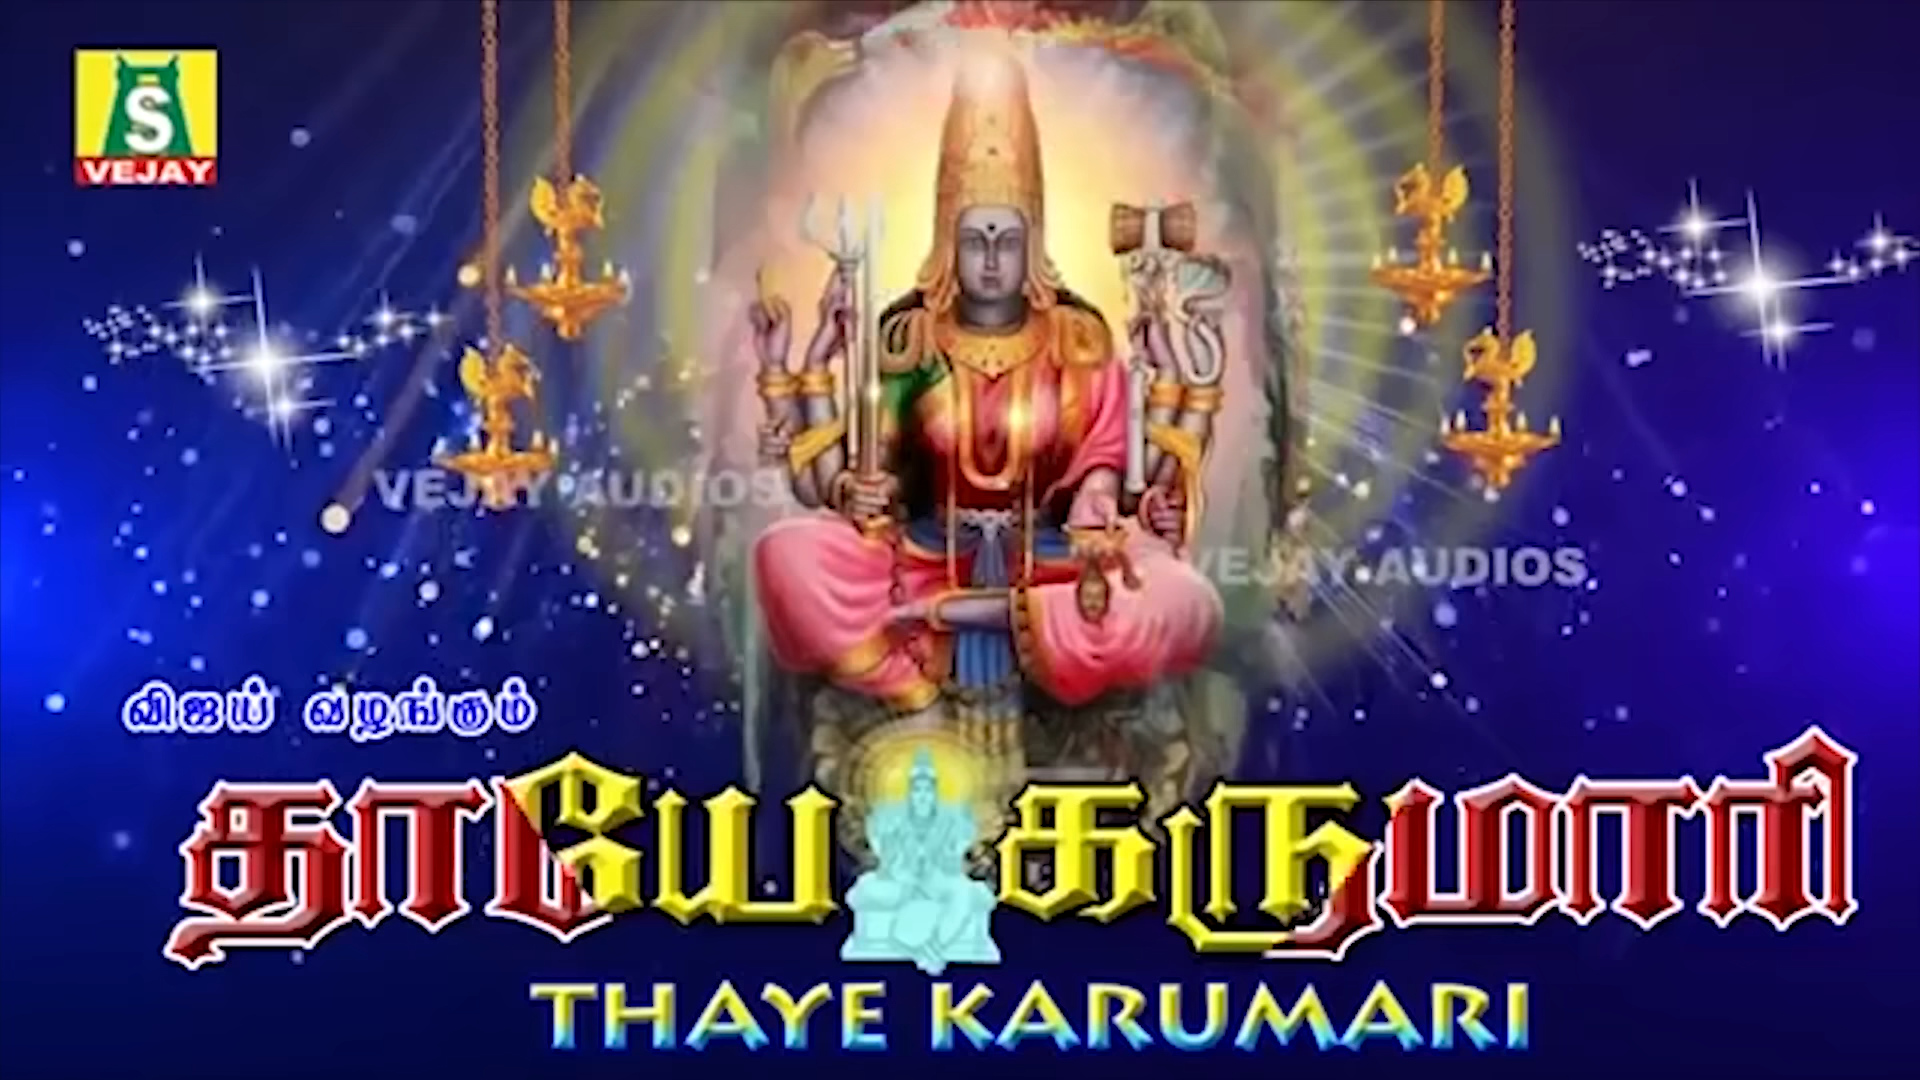 S
VEJAY
VEJAY AUDIOS
VEJAY AUDIOS
விஜய் வழங்கும்
தாயே கருமாரி
THAYE KARUMARI